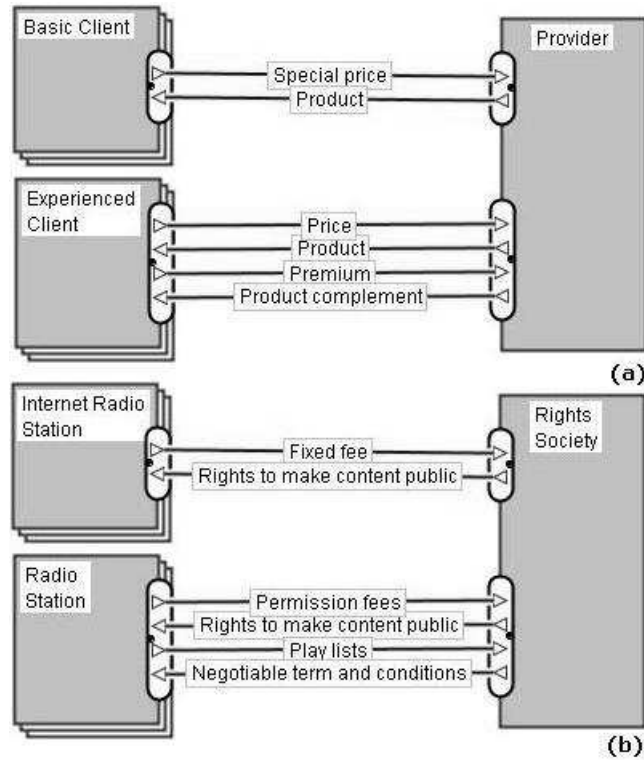 Basic Client
Provider
Special price
Product
Experienced
Client
Price
Product
Premium
Product complement
(a)
Internet Radio
Station
Rights
Society
Fixed fee
Rights to make content public
Radio
Station
Permission fees
Rights to make content public
Play lists
Negotiable term and conditions
(b)